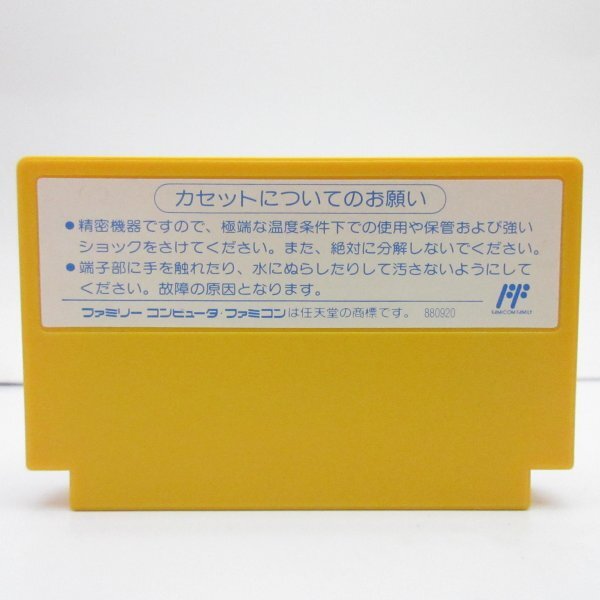 カセットについてのお願い
●精密機器ですので、極端な温度条件下での使用や保管および強い
ショックをさけてください。また、絶対に分解しないでください。
●端子部に手を触れたり、水にぬらしたりして汚さないようにして
ください。故障の原因となります。
ファミリー コンピュータ・ファミコンは任天堂の商標です。 880920
FAMICOM FAMILY